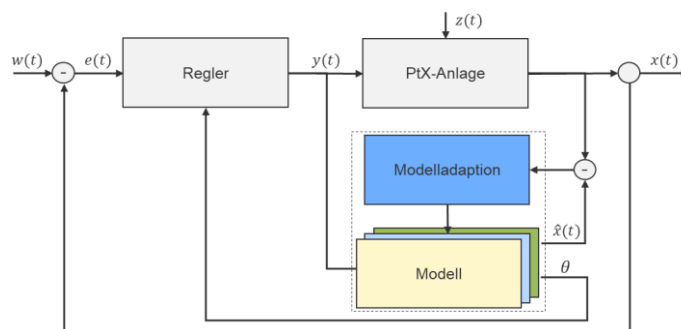 z(t)
w(t)
-
e(t)
Regler
y(t)
PtX-Anlage
x(t)
Modelladaption
-
x̂(t)
Modell
θ